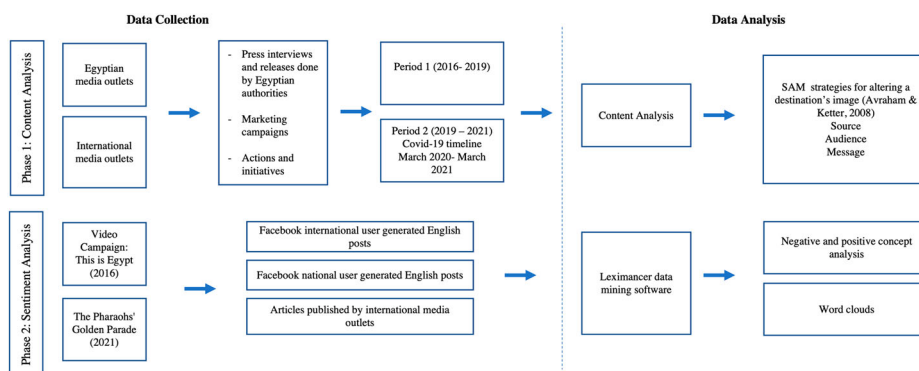 Data Collection
Data Analysis
Phase 1: Content Analysis
Egyptian
media outlets
International
media outlets
- Press interviews
and releases done
by Egyptian
authorities
- Marketing
campaigns
- Actions and
initiatives
Period 1 (2016- 2019)
Period 2 (2019 – 2021)
Covid-19 timeline
March 2020- March
2021
Content Analysis
SAM strategies for altering a
destination's image (Avraham &
Ketter, 2008)
Source
Audience
Message
Phase 2: Sentiment Analysis
Video
Campaign:
This is Egypt
(2016)
The Pharaohs'
Golden Parade
(2021)
Facebook international user generated English
posts
Facebook national user generated English posts
Articles published by international media
outlets
Leximancer data
mining software
Negative and positive concept
analysis
Word clouds